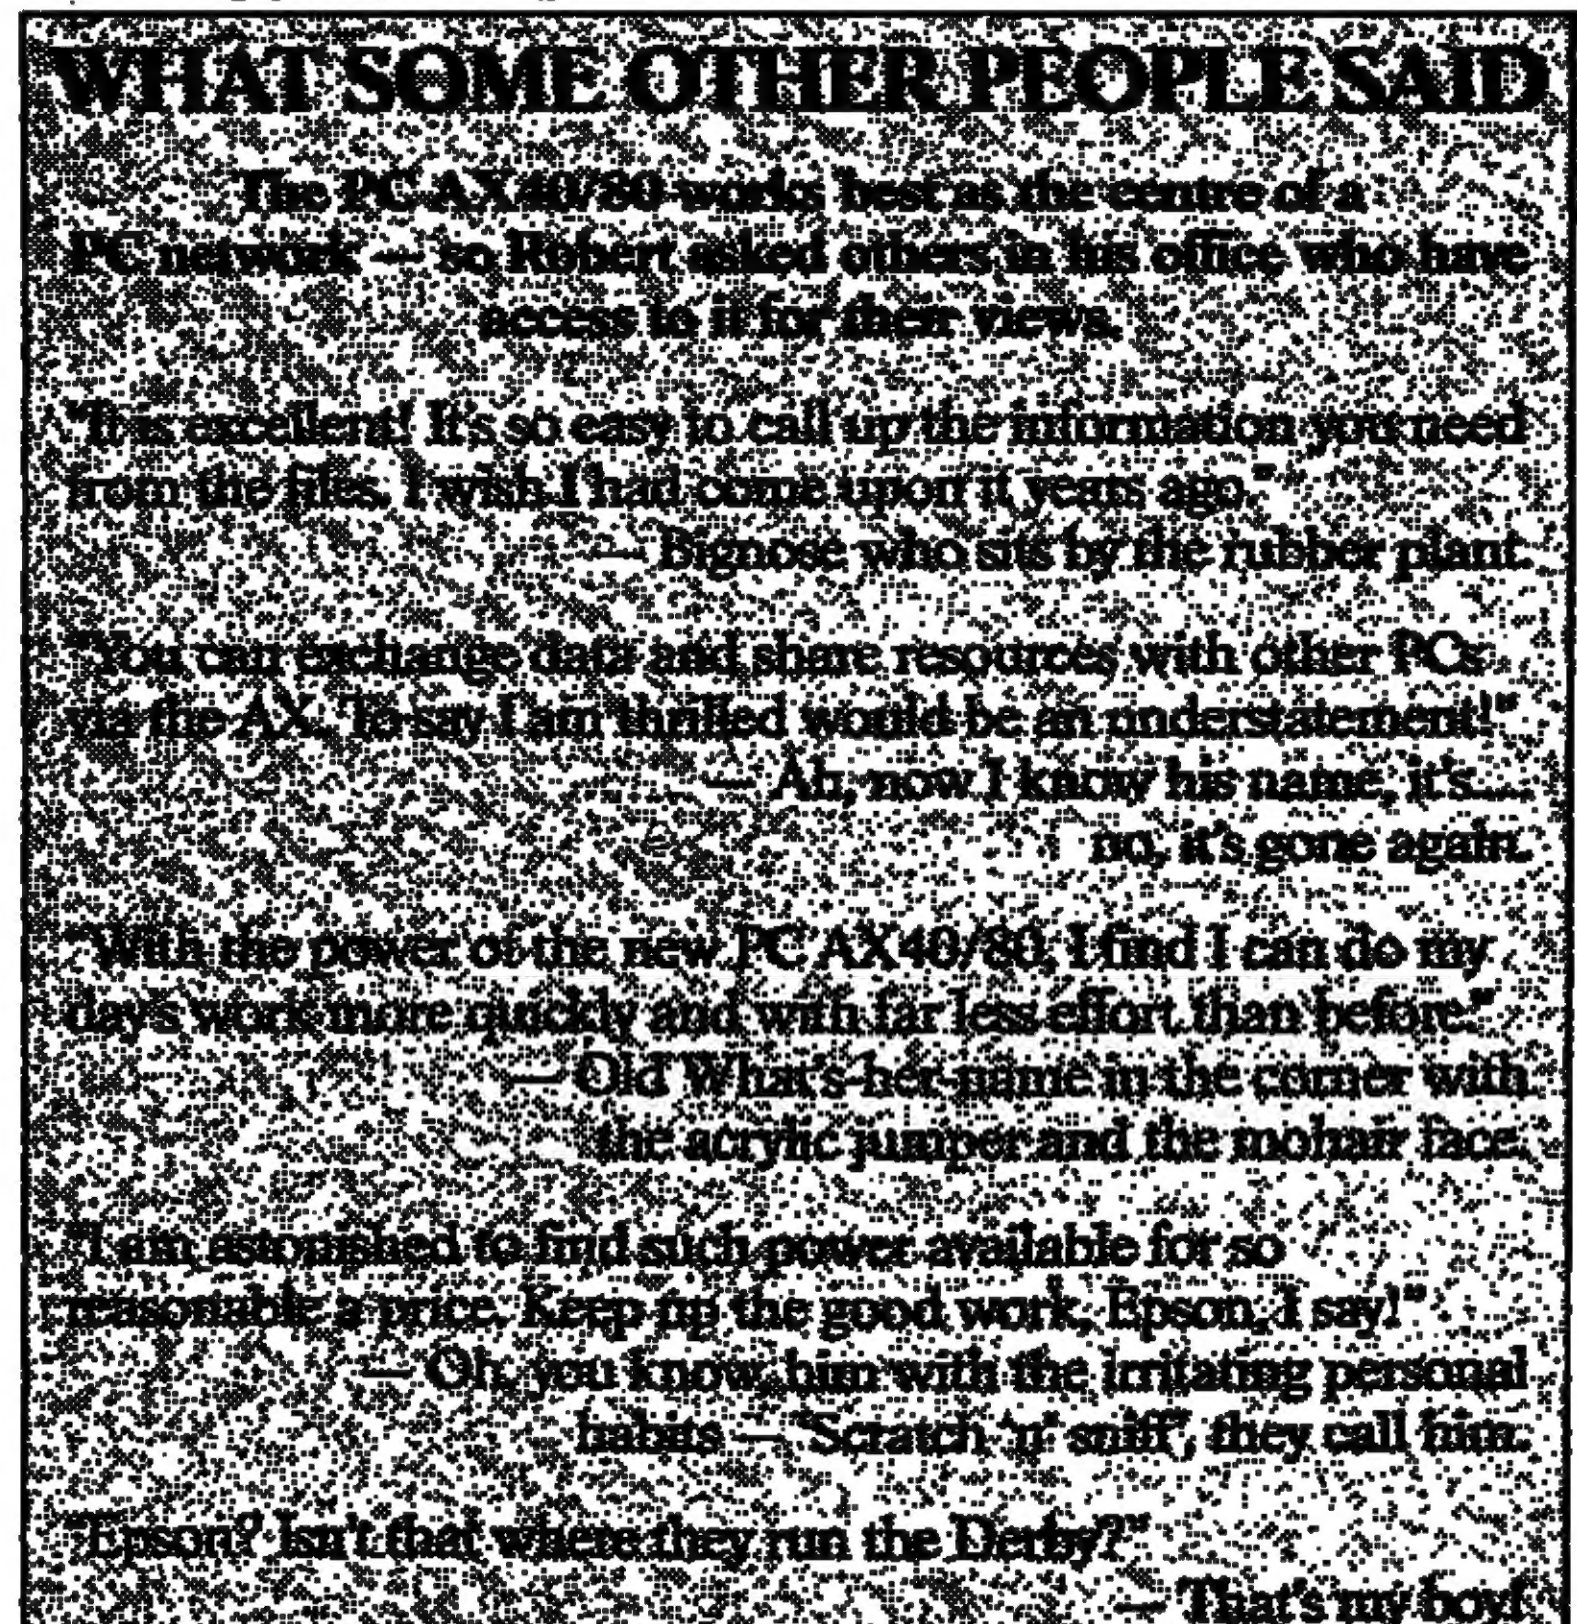 WHAT SOME OTHER PEOPLE SAID
The PC AX40/80 works best as the centre of a
PC network — so Robert asked others in his office who have
access to it for their views.
"It is excellent! It's so easy to call up the information you need
from the files. I wish I had come upon it years ago."
— Bignose who sits by the rubber plant.
"You can exchange data and share resources with other PCs
via the AX. To say I am thrilled would be an understatement!"
— Ah, now I know his name, it's....
no, it's gone again.
"With the power of the new PC AX40/80, I find I can do my
day's work more quickly and with far less effort than before."
— Old What's-her-name in the corner with
the acrylic jumper and the mohair face.
"I am astonished to find such power available for so
reasonable a price. Keep up the good work, Epson, I say!"
— Oh, you know, him with the irritating personal
habits — 'Scratch 'n' sniff', they call him.
"Epson? Isn't that where they run the Derby?"
— That's my boy!